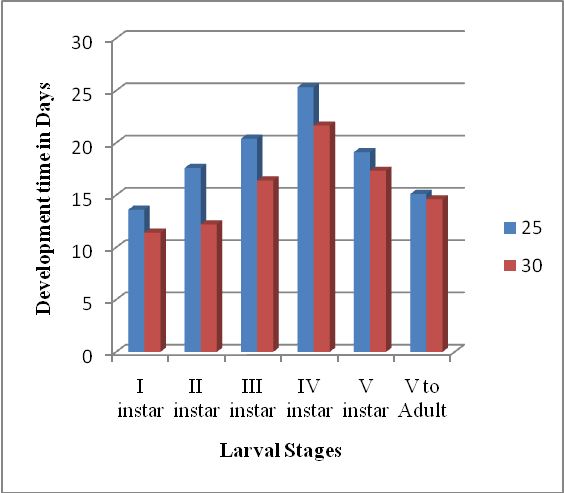 30
25
20
15
10
5
0
Development time in Days
I instar
II instar
III instar
IV instar
V instar
V to Adult
Larval Stages
25
30